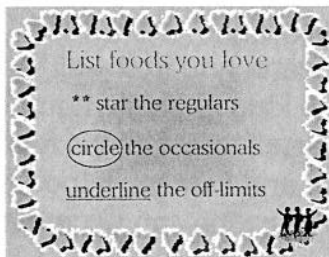 List foods you love
** star the regulars
circle the occasionals
underline the off-limits